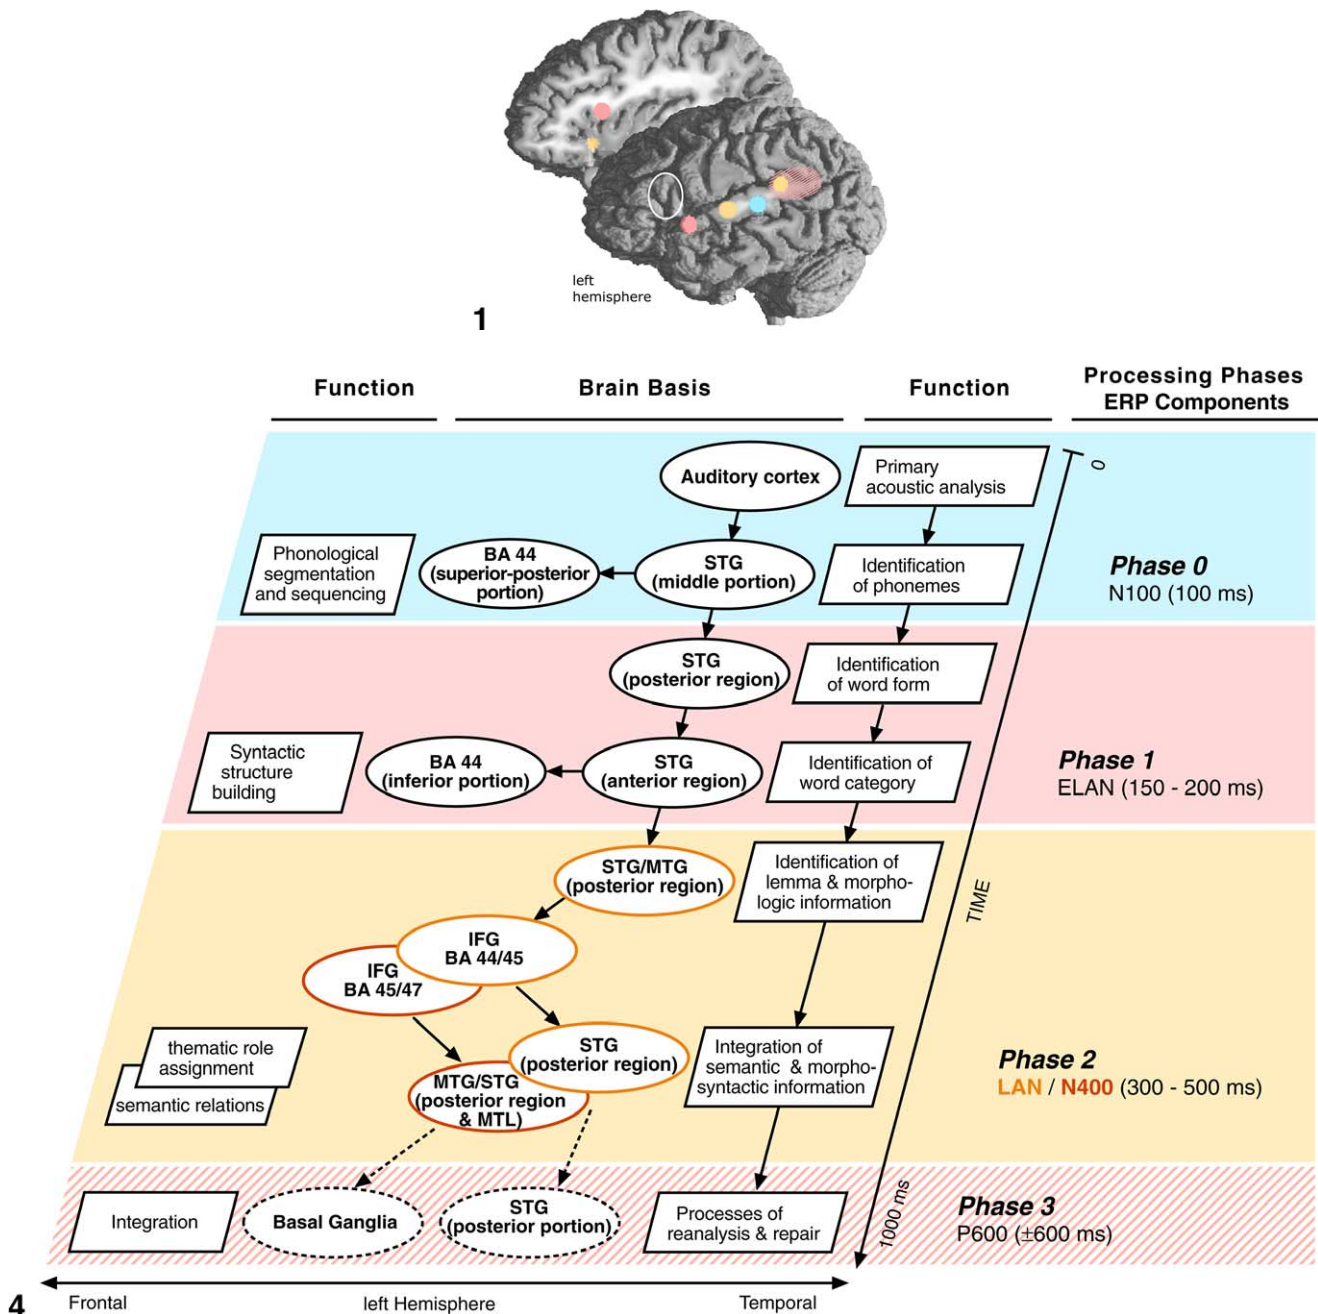 left
hemisphere
1
Function
Brain Basis
Function
Processing Phases
ERP Components
0
Auditory cortex
Primary
acoustic analysis
Phonological
segmentation
and sequencing
BA 44
(superior-posterior
portion)
STG
(middle portion)
Identification
of phonemes
Phase 0
N100 (100 ms)
STG
(posterior region)
Identification
of word form
Syntactic
structure
building
BA 44
(inferior portion)
STG
(anterior region)
Identification of
word category
Phase 1
ELAN (150 - 200 ms)
STG/MTG
(posterior region)
Identification of
lemma & morpho-
logic information
TIME
IFG
BA 44/45
IFG
BA 45/47
thematic role
assignment
semantic relations
STG
(posterior region)
MTG/STG
(posterior region
& MTL)
Integration of
semantic & morpho-
syntactic information
Phase 2
LAN / N400 (300 - 500 ms)
Integration
Basal Ganglia
STG
(posterior portion)
Processes of
reanalysis & repair
1000 ms
Phase 3
P600 (±600 ms)
4
Frontal
left Hemisphere
Temporal